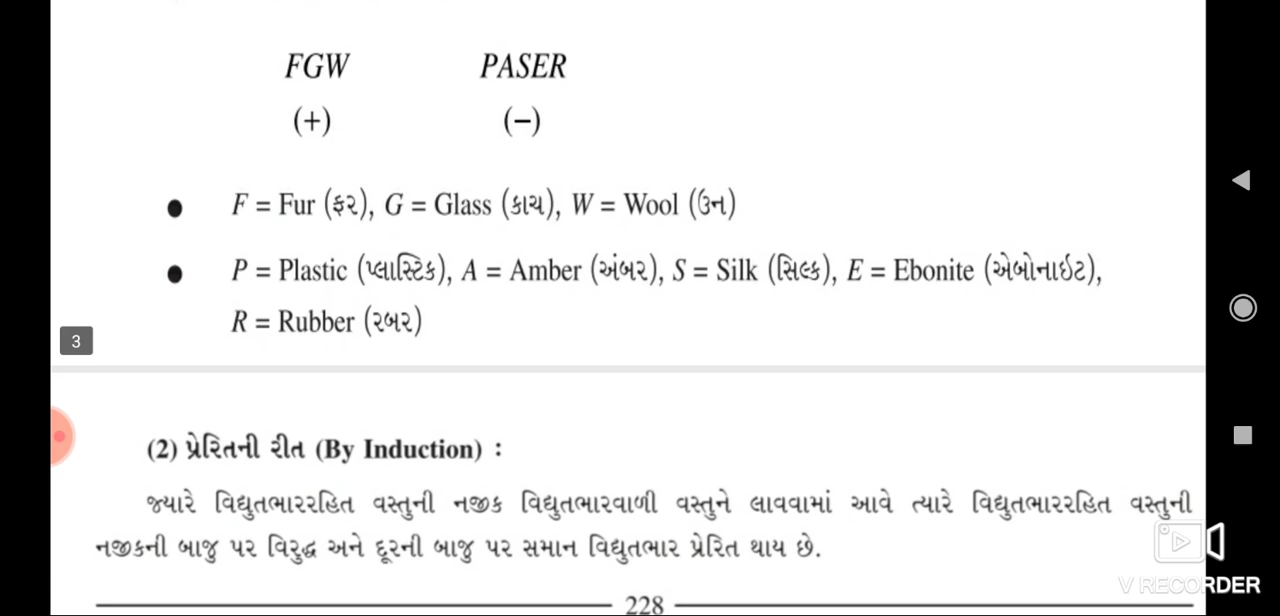 FGW PASER
(+) (–)
● F = Fur (ફર), G = Glass (કાચ), W = Wool (ઉન)
● P = Plastic (પ્લાસ્ટિક), A = Amber (અંબર), S = Silk (સિલ્ક), E = Ebonite (એબોનાઇટ),
R = Rubber (રબર)
3
(2) પ્રેરિતની રીત (By Induction) :
જ્યારે વિદ્યુતભારરહિત વસ્તુની નજીક વિદ્યુતભારવાળી વસ્તુને લાવવામાં આવે ત્યારે વિદ્યુતભારરહિત વસ્તુની
નજીકની બાજુ પર વિરુદ્ધ અને દૂરની બાજુ પર સમાન વિદ્યુતભાર પ્રેરિત થાય છે.
V RECORDER
228